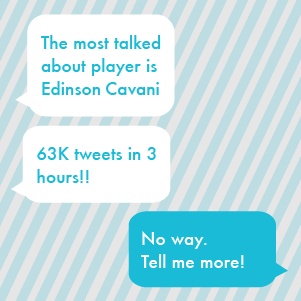 The most talked
about player is
Edinson Cavani
63K tweets in 3
hours!!
No way.
Tell me more!